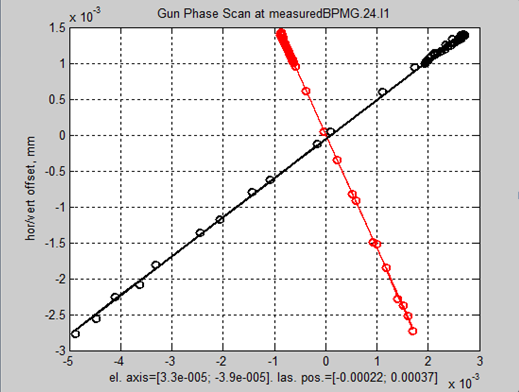 x 10⁻³
Gun Phase Scan at measuredBPMG.24.I1
1.5
1
0.5
0
-0.5
-1
-1.5
-2
-2.5
-3
hor/vert offset, mm
-5 -4 -3 -2 -1 0 1 2 3
el. axis=[3.3e-005; -3.9e-005]. las. pos.=[-0.00022; 0.00037]
x 10⁻³